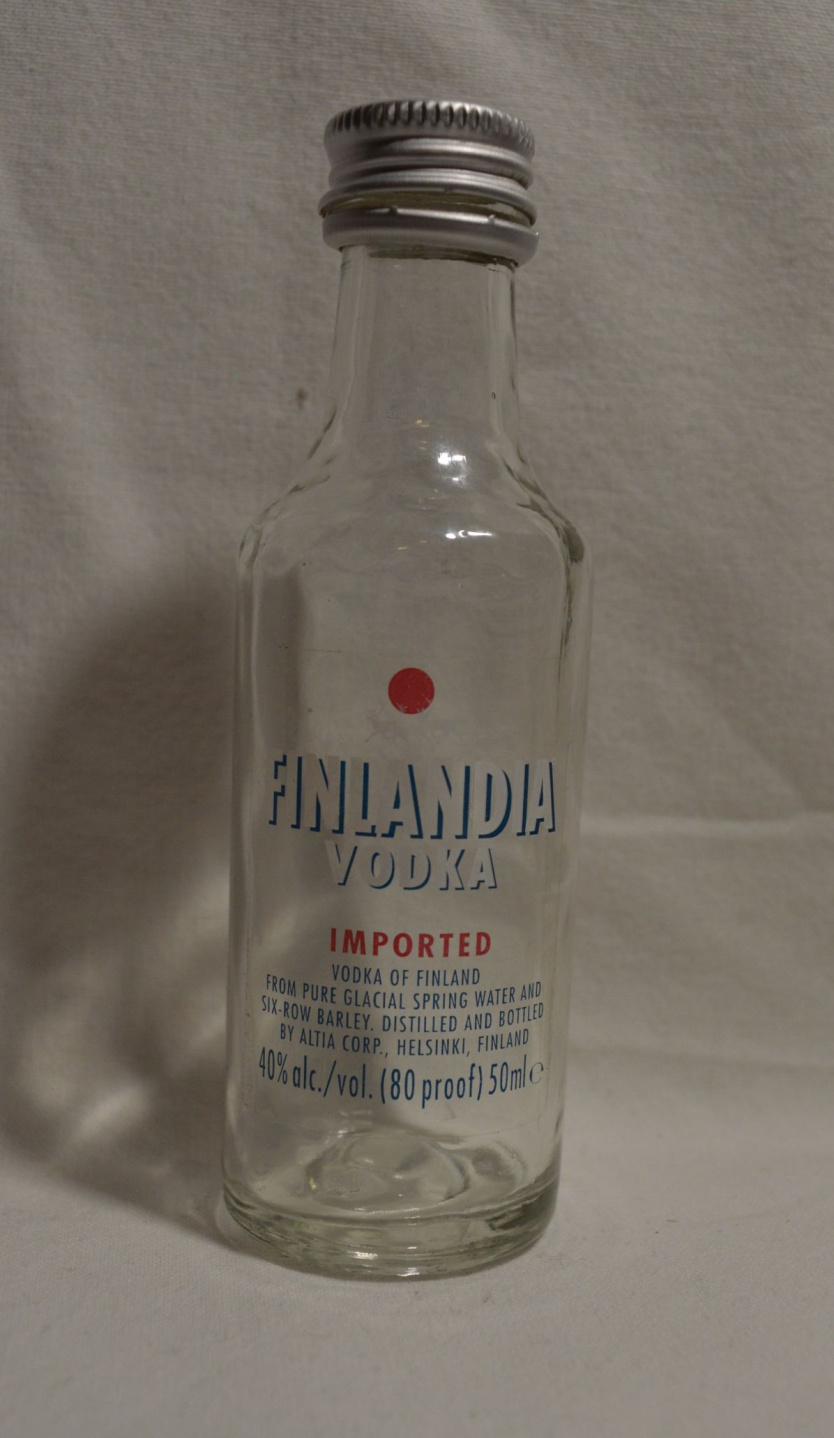 FINLANDIA
VODKA
IMPORTED
VODKA OF FINLAND
FROM PURE GLACIAL SPRING WATER AND
SIX-ROW BARLEY. DISTILLED AND BOTTLED
BY ALTIA CORP., HELSINKI, FINLAND
40% alc./vol. (80 proof) 50ml ℮